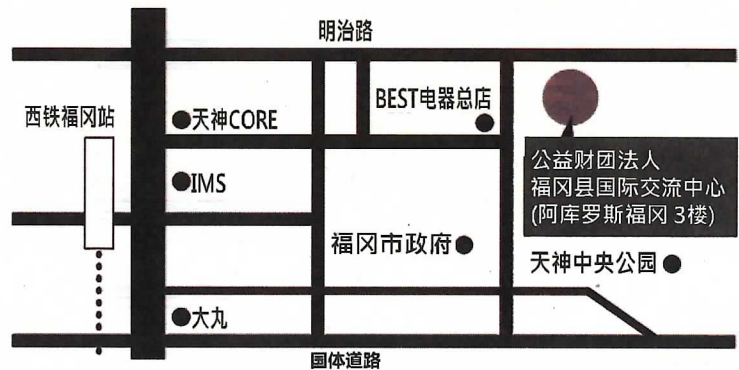 明治路
BEST电器总店
西铁福冈站
天神CORE
公益财团法人
福冈县国际交流中心
(阿库罗斯福冈 3楼)
IMS
福冈市政府
天神中央公园
大丸
国体道路